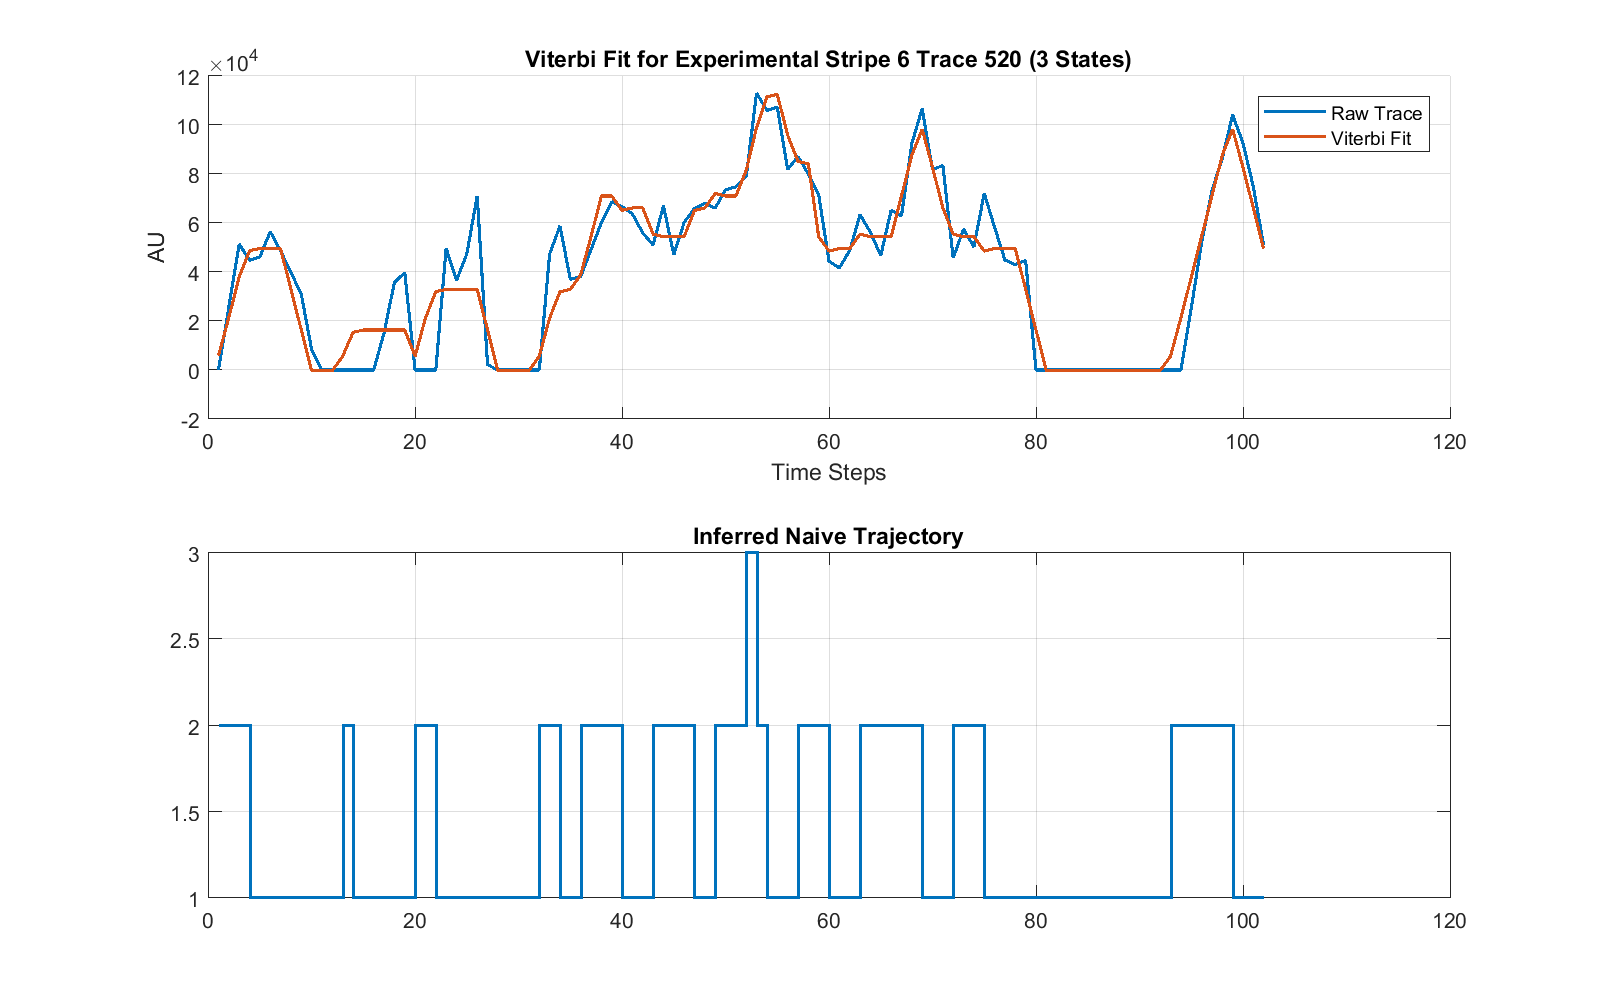 Viterbi Fit for Experimental Stripe 6 Trace 520 (3 States)
×10⁴
12
10
8
6
4
2
0
-2
AU
0 20 40 60 80 100 120
Time Steps
Raw Trace
Viterbi Fit
Inferred Naive Trajectory
3
2.5
2
1.5
1
0 20 40 60 80 100 120